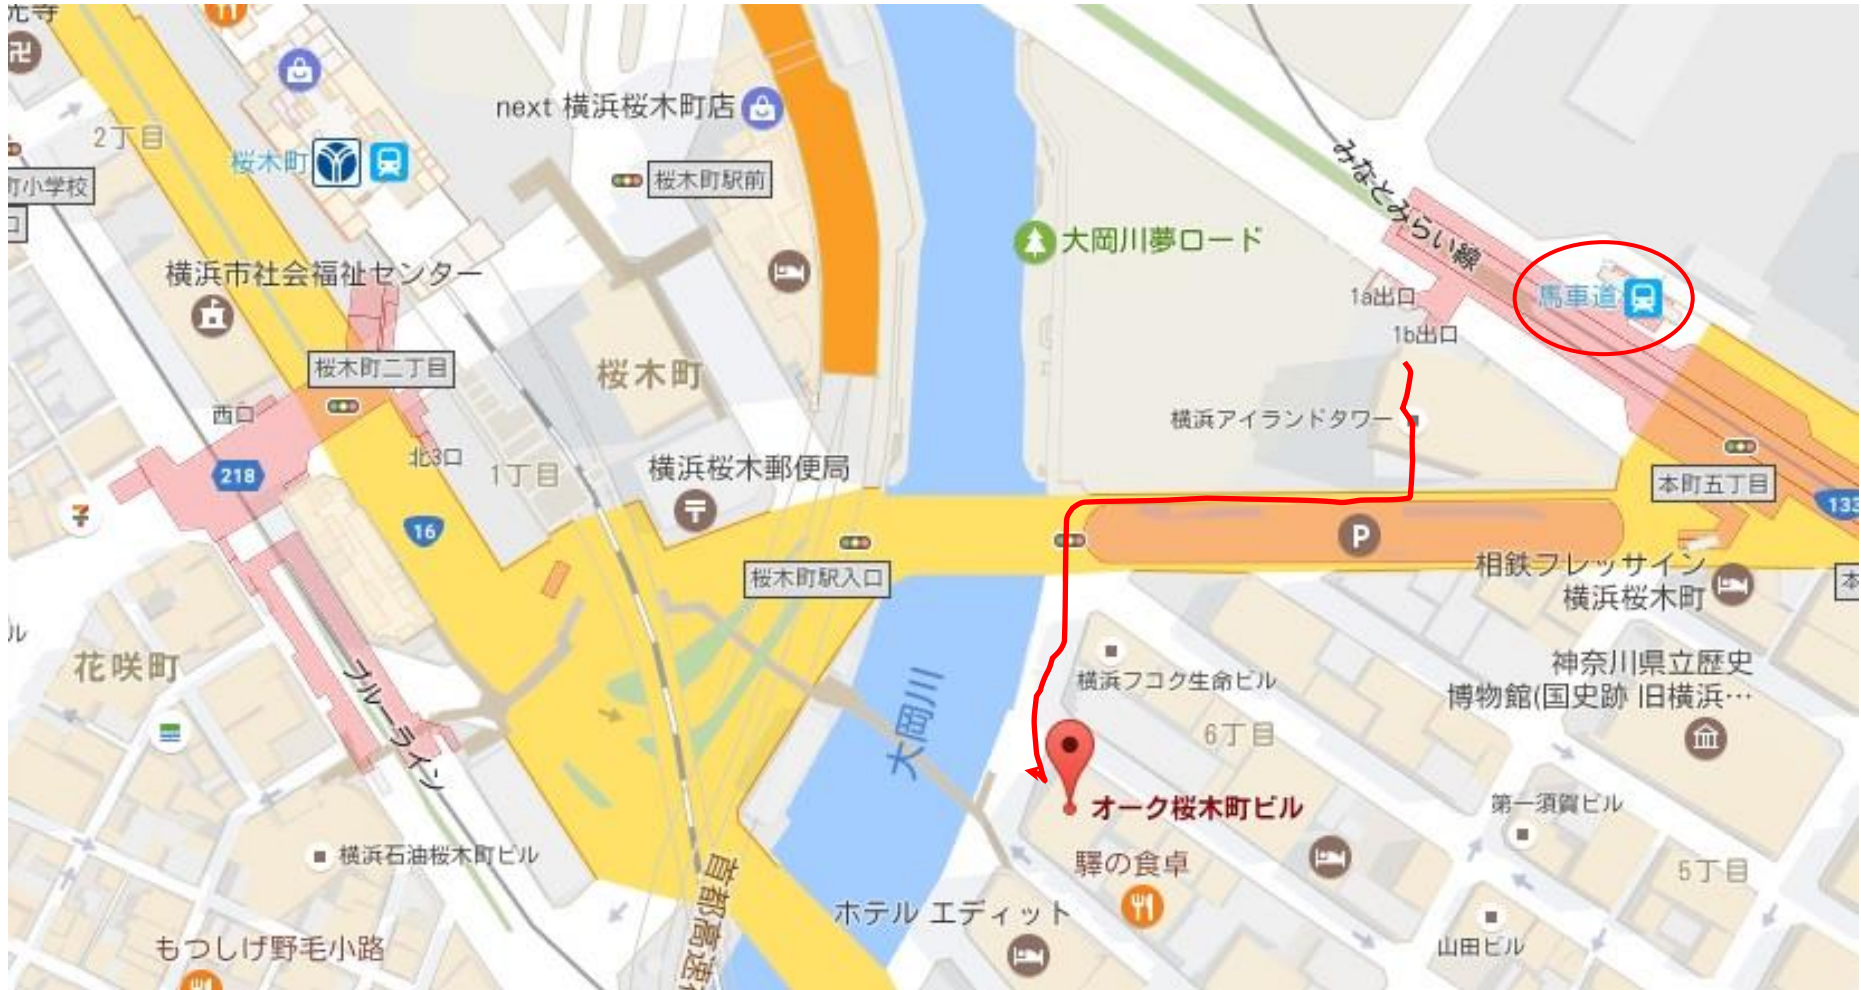 元寺
2丁目
next 横浜桜木町店
桜木町
桜木町駅前
町小学校
口
みなとみらい線
大岡川夢ロード
横浜市社会福祉センター
1a出口
馬車道
1b出口
桜木町二丁目
桜木町
西口
横浜アイランドタワー
北3口
1丁目
横浜桜木郵便局
218
本町五丁目
133
16
P
桜木町駅入口
相鉄フレッサイン
横浜桜木町
本
ル
花咲町
ブルーライン
大岡川
横浜フコク生命ビル
神奈川県立歴史
博物館(国史跡 旧横浜…
6丁目
オーク桜木町ビル
第一須賀ビル
横浜石油桜木町ビル
驛の食卓
5丁目
首都高速
ホテル エディット
もつしげ野毛小路
山田ビル